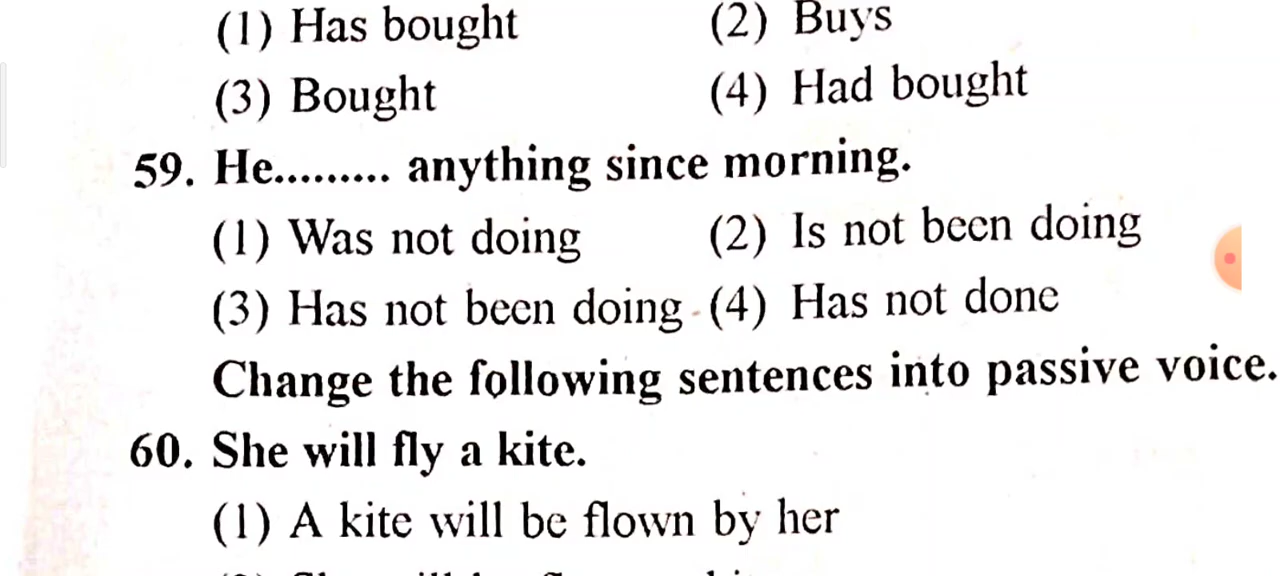 (1) Has bought (2) Buys
(3) Bought (4) Had bought
59. He......... anything since morning.
(1) Was not doing (2) Is not been doing
(3) Has not been doing (4) Has not done
Change the following sentences into passive voice.
60. She will fly a kite.
(1) A kite will be flown by her